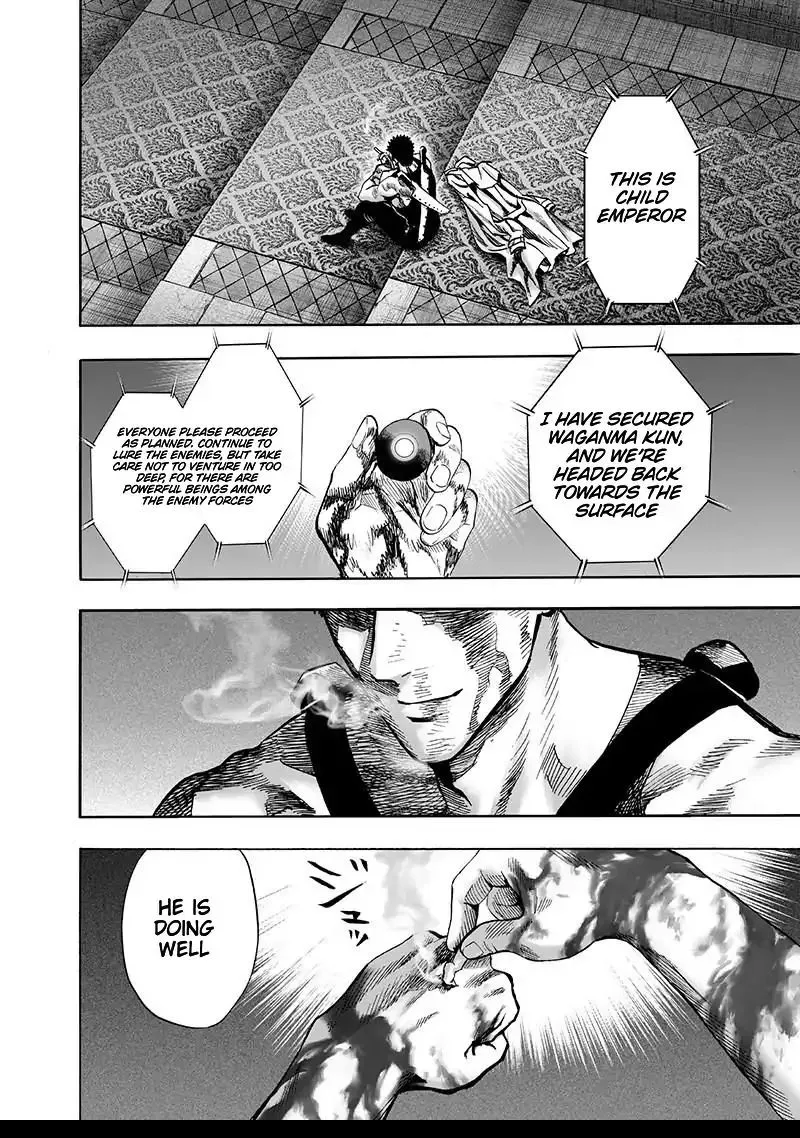 THIS IS
CHILD
EMPEROR
I HAVE SECURED
WAGANMA KUN,
AND WE'RE
HEADED BACK
TOWARDS THE
SURFACE
EVERYONE PLEASE PROCEED
AS PLANNED. CONTINUE TO
LURE THE ENEMIES, BUT TAKE
CARE NOT TO VENTURE IN TOO
DEEP, FOR THERE ARE
POWERFUL BEINGS AMONG
THE ENEMY FORCES
HE IS
DOING
WELL
ジッ